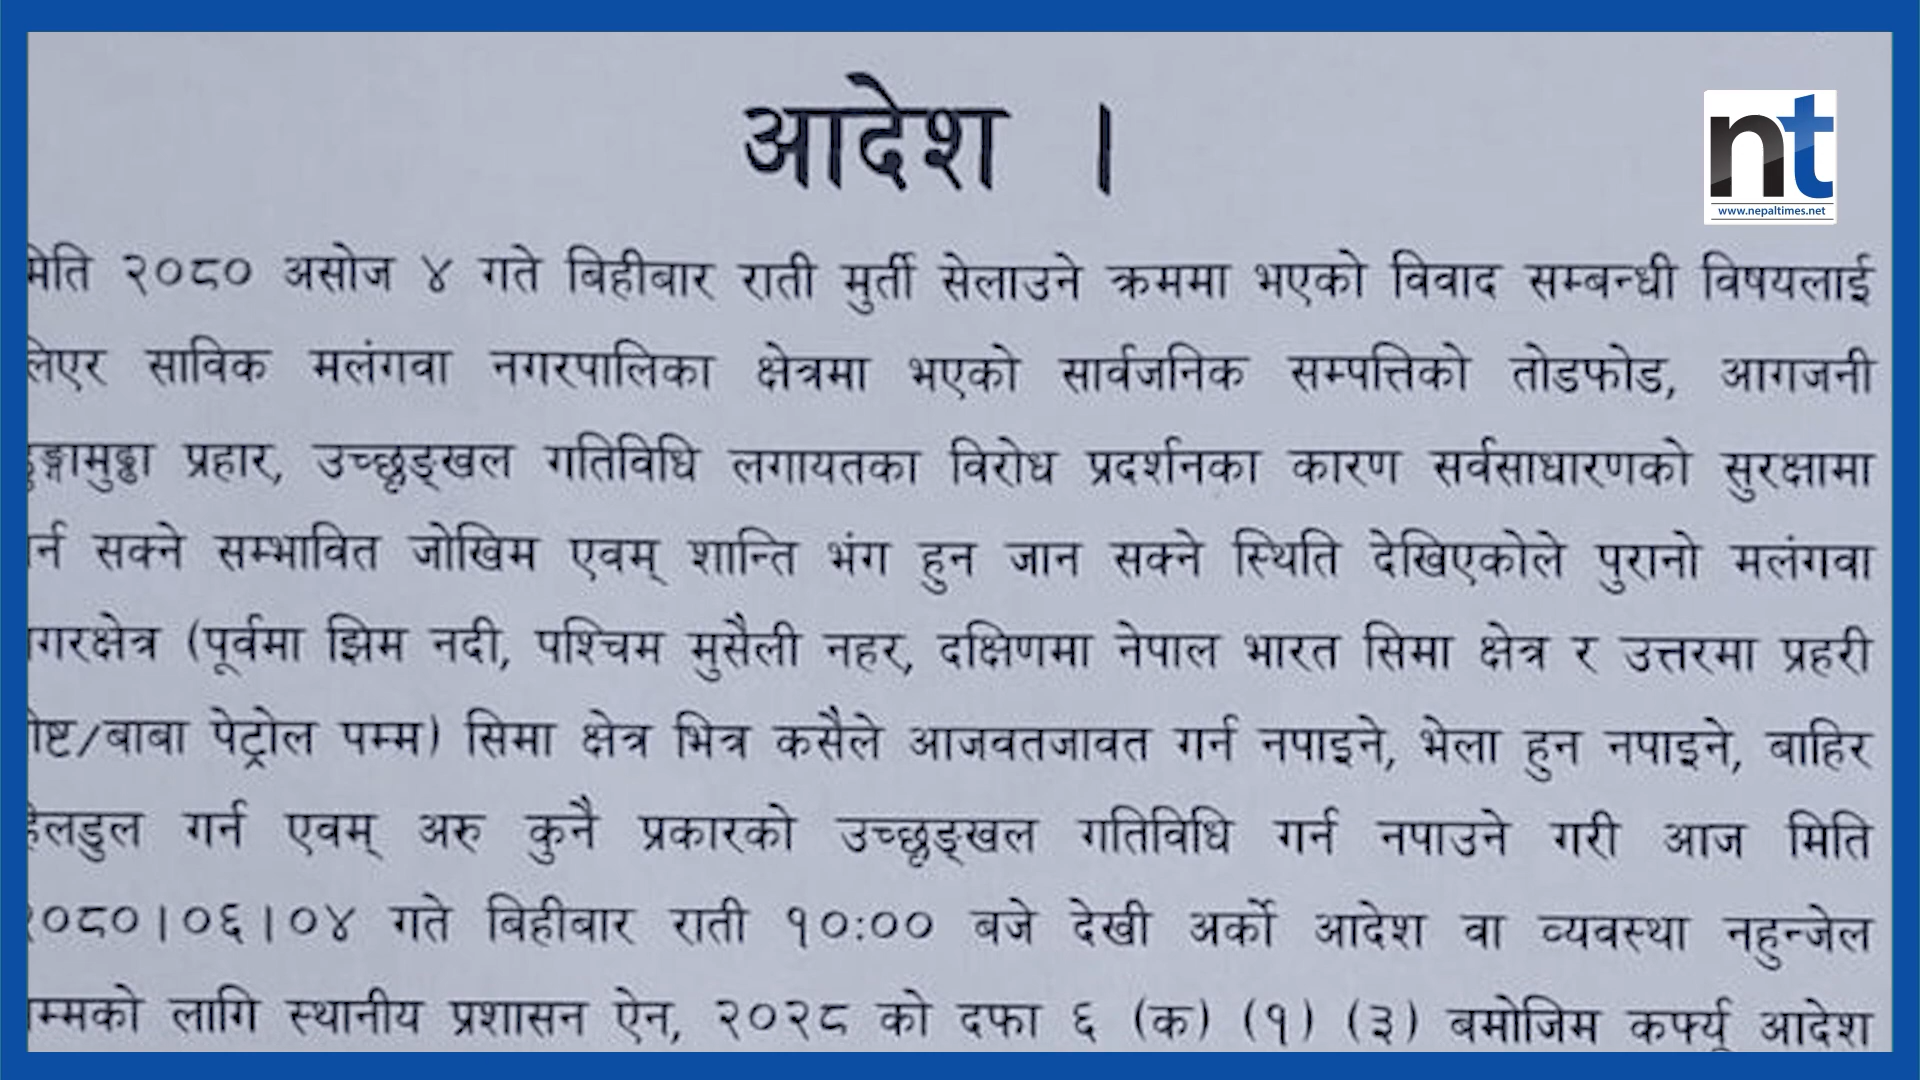 आदेश ।
nt
www.nepaltimes.net
२०८० असोज ४ गते बिहीबार राती मुर्ती सेलाउने क्रममा भएको विवाद सम्बन्धी विषयलाई
साविक मलंगवा नगरपालिका क्षेत्रमा भएको सार्वजनिक सम्पत्तिको तोडफोड, आगजनी
प्रहार, उच्छृङ्खल गतिविधि लगायतका विरोध प्रदर्शनका कारण सर्वसाधारणको सुरक्षामा
सक्ने सम्भावित जोखिम एवम् शान्ति भंग हुन जान सक्ने स्थिति देखिएकोले पुरानो मलंगवा
(पूर्वमा झिम नदी, पश्चिम मुसैली नहर, दक्षिणमा नेपाल भारत सिमा क्षेत्र र उत्तरमा प्रहरी
/बाबा पेट्रोल पम्म) सिमा क्षेत्र भित्र कसैले आजवतजावत गर्न नपाइने, भेला हुन नपाइने, बाहिर
गर्न एवम् अरु कुनै प्रकारको उच्छृङ्खल गतिविधि गर्न नपाउने गरी आज मिति
२०८०।०६।०४ गते बिहीबार राती १०:०० बजे देखी अर्को आदेश वा व्यवस्था नहुन्जेल
लागि स्थानीय प्रशासन ऐन, २०२८ को दफा ६ (क) (१) (३) बमोजिम कर्फ्यू आदेश